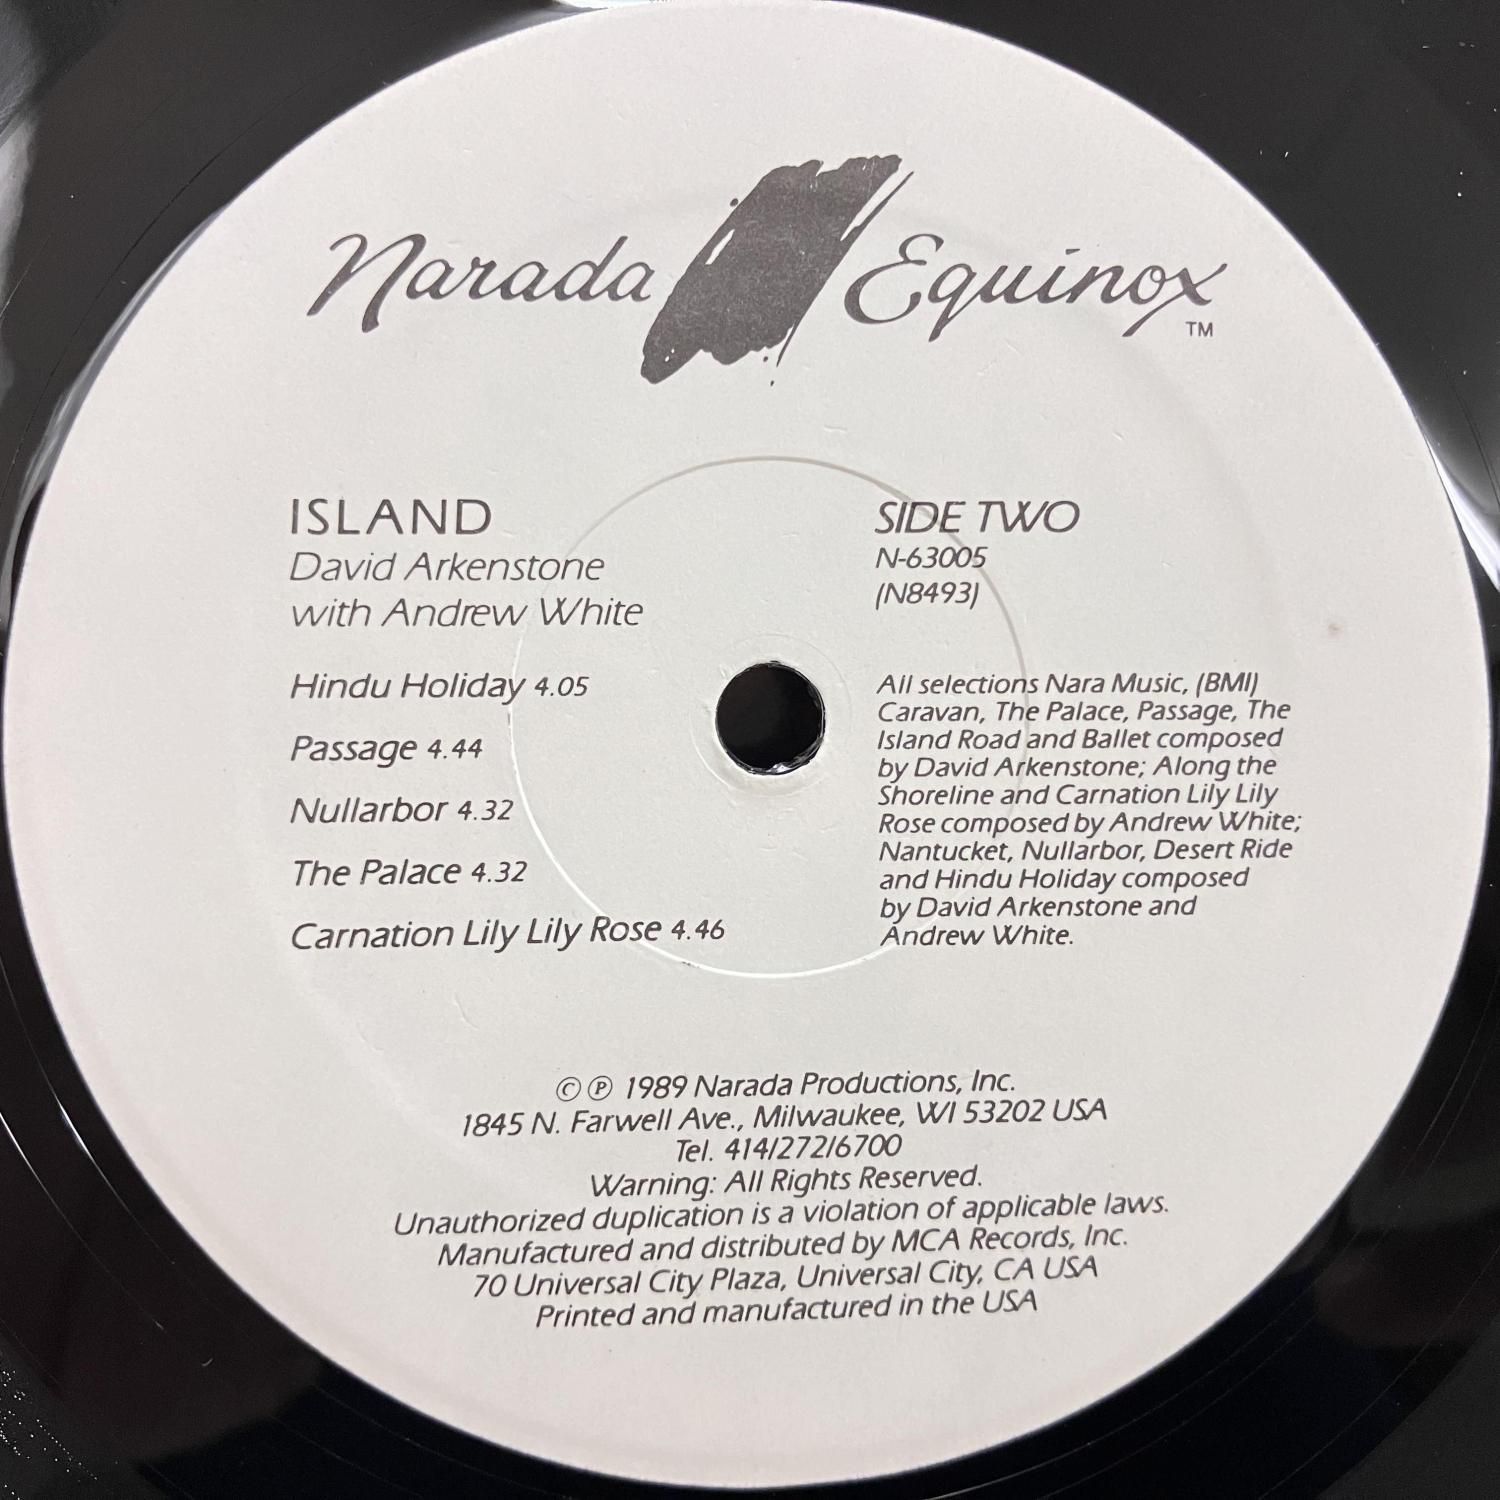 Narada Equinox
TM
ISLAND
David Arkenstone
with Andrew White
Hindu Holiday 4.05
Passage 4.44
Nullarbor 4.32
The Palace 4.32
Carnation Lily Lily Rose 4.46
SIDE TWO
N-63005
(N8493)
All selections Nara Music, (BMI)
Caravan, The Palace, Passage, The
Island Road and Ballet composed
by David Arkenstone; Along the
Shoreline and Carnation Lily Lily
Rose composed by Andrew White;
Nantucket, Nullarbor, Desert Ride
and Hindu Holiday composed
by David Arkenstone and
Andrew White.
© ℗ 1989 Narada Productions, Inc.
1845 N. Farwell Ave., Milwaukee, WI 53202 USA
Tel. 414/272/6700
Warning: All Rights Reserved.
Unauthorized duplication is a violation of applicable laws.
Manufactured and distributed by MCA Records, Inc.
70 Universal City Plaza, Universal City, CA USA
Printed and manufactured in the USA